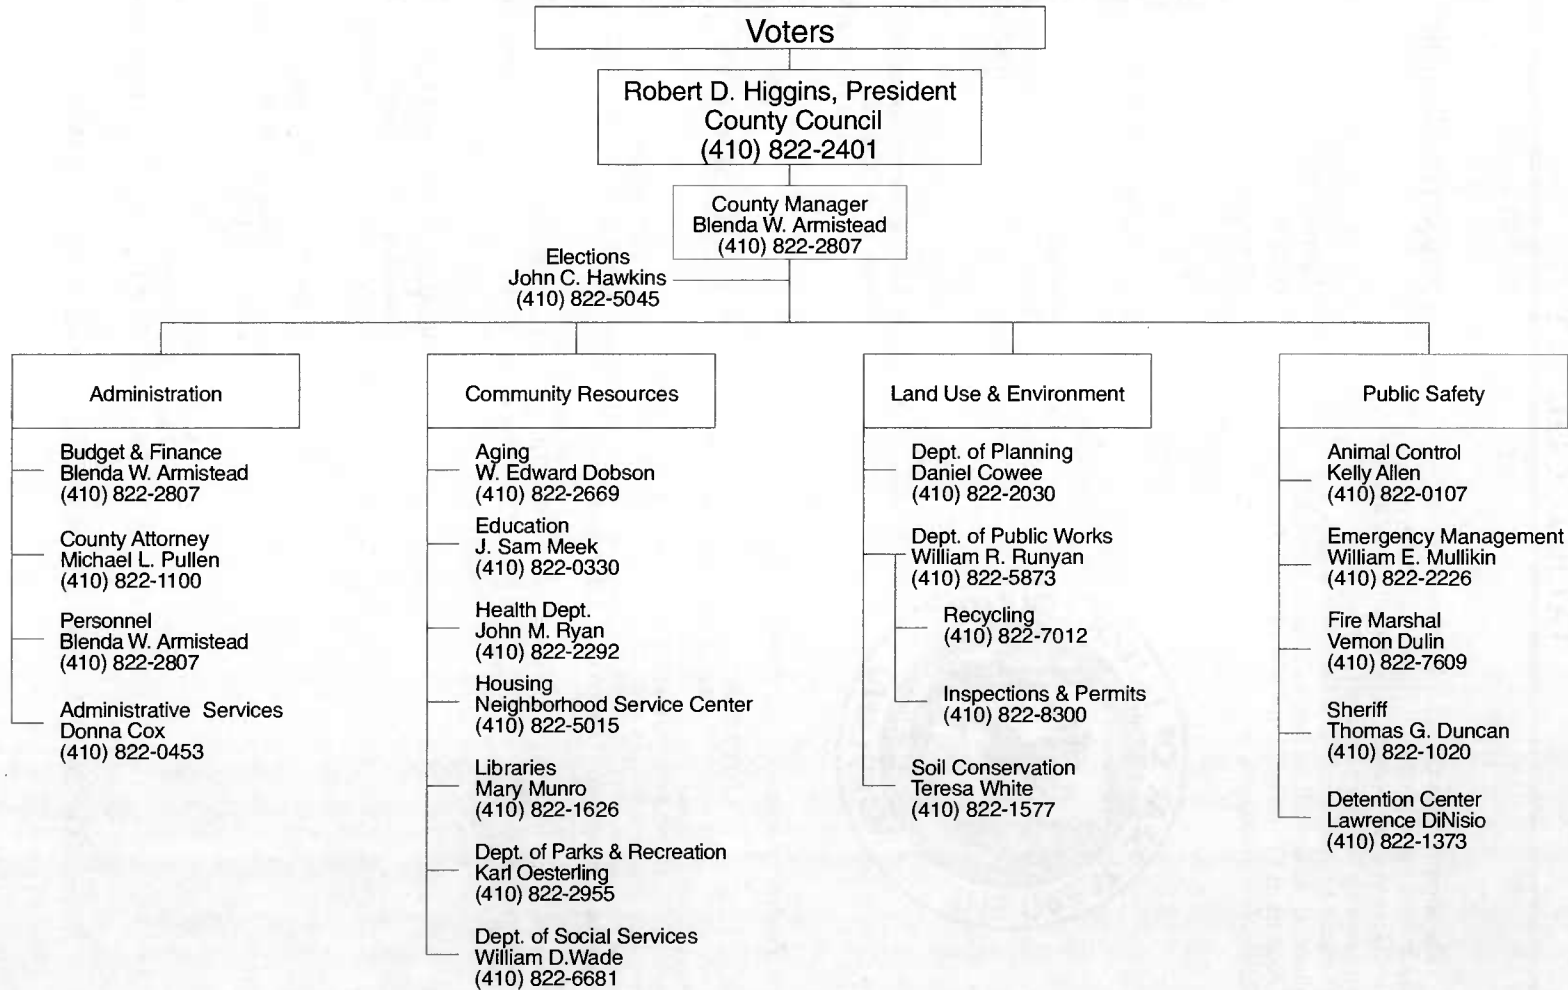 Voters
Robert D. Higgins, President
County Council
(410) 822-2401
County Manager
Blenda W. Armistead
(410) 822-2807
Elections
John C. Hawkins
(410) 822-5045
Administration
Budget & Finance
Blenda W. Armistead
(410) 822-2807
County Attorney
Michael L. Pullen
(410) 822-1100
Personnel
Blenda W. Armistead
(410) 822-2807
Administrative Services
Donna Cox
(410) 822-0453
Community Resources
Aging
W. Edward Dobson
(410) 822-2669
Education
J. Sam Meek
(410) 822-0330
Health Dept.
John M. Ryan
(410) 822-2292
Housing
Neighborhood Service Center
(410) 822-5015
Libraries
Mary Munro
(410) 822-1626
Dept. of Parks & Recreation
Karl Oesterling
(410) 822-2955
Dept. of Social Services
William D.Wade
(410) 822-6681
Land Use & Environment
Dept. of Planning
Daniel Cowee
(410) 822-2030
Dept. of Public Works
William R. Runyan
(410) 822-5873
Recycling
(410) 822-7012
Inspections & Permits
(410) 822-8300
Soil Conservation
Teresa White
(410) 822-1577
Public Safety
Animal Control
Kelly Allen
(410) 822-0107
Emergency Management
William E. Mullikin
(410) 822-2226
Fire Marshal
Vernon Dulin
(410) 822-7609
Sheriff
Thomas G. Duncan
(410) 822-1020
Detention Center
Lawrence DiNisio
(410) 822-1373